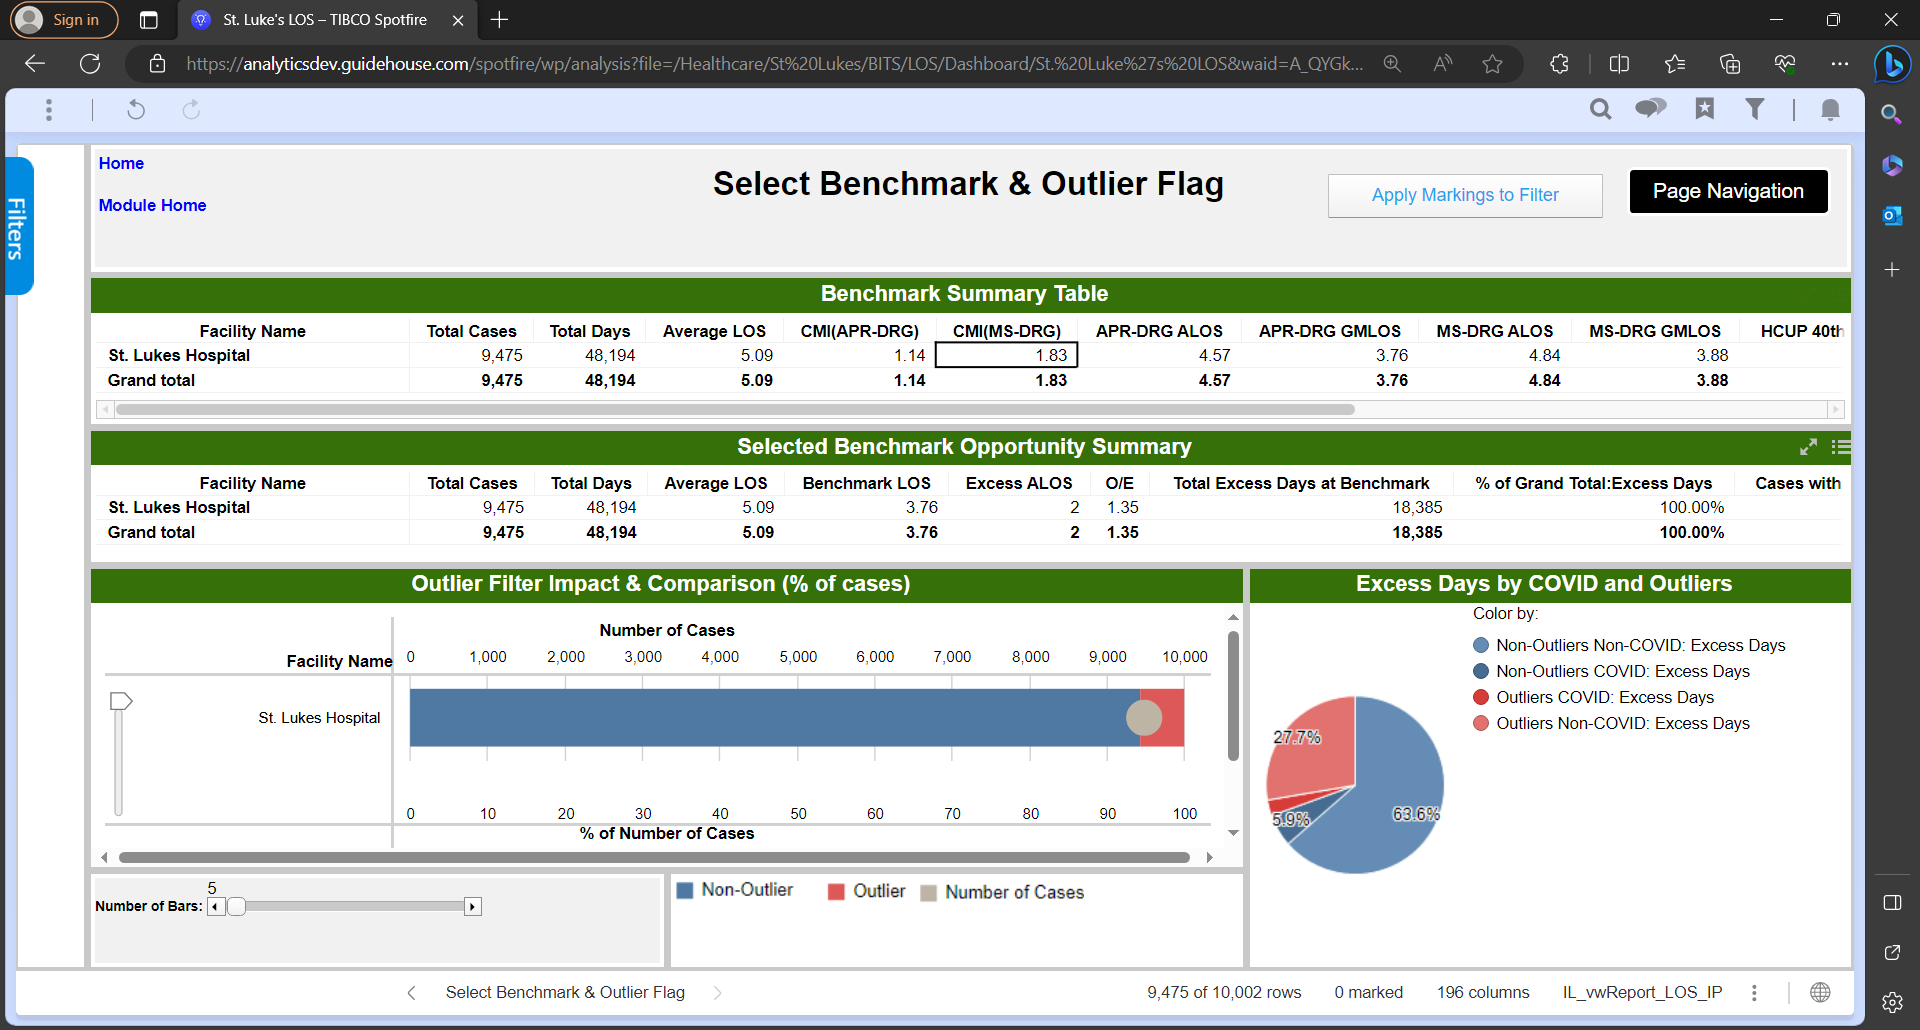 Sign in
St. Luke's LOS – TIBCO Spotfire
https://analyticsdev.guidehouse.com/spotfire/wp/analysis?file=/Healthcare/St%20Lukes/BITS/LOS/Dashboard/St.%20Luke%27s%20LOS&waid=A_QYGk...
Filters
Home
Module Home
Select Benchmark & Outlier Flag
Apply Markings to Filter
Page Navigation
Benchmark Summary Table
Facility Name Total Cases Total Days Average LOS CMI(APR-DRG) CMI(MS-DRG) APR-DRG ALOS APR-DRG GMLOS MS-DRG ALOS MS-DRG GMLOS HCUP 40th
St. Lukes Hospital 9,475 48,194 5.09 1.14 1.83 4.57 3.76 4.84 3.88
Grand total 9,475 48,194 5.09 1.14 1.83 4.57 3.76 4.84 3.88
Selected Benchmark Opportunity Summary
Facility Name Total Cases Total Days Average LOS Benchmark LOS Excess ALOS O/E Total Excess Days at Benchmark % of Grand Total:Excess Days Cases with
St. Lukes Hospital 9,475 48,194 5.09 3.76 2 1.35 18,385 100.00%
Grand total 9,475 48,194 5.09 3.76 2 1.35 18,385 100.00%
Outlier Filter Impact & Comparison (% of cases)
Number of Cases
Facility Name 0 1,000 2,000 3,000 4,000 5,000 6,000 7,000 8,000 9,000 10,000
St. Lukes Hospital
0 10 20 30 40 50 60 70 80 90 100
% of Number of Cases
5
Number of Bars:
Non-Outlier Outlier Number of Cases
Excess Days by COVID and Outliers
Color by:
Non-Outliers Non-COVID: Excess Days
Non-Outliers COVID: Excess Days
Outliers COVID: Excess Days
Outliers Non-COVID: Excess Days
27.7%
5.9%
63.6%
Select Benchmark & Outlier Flag
9,475 of 10,002 rows 0 marked 196 columns IL_vwReport_LOS_IP